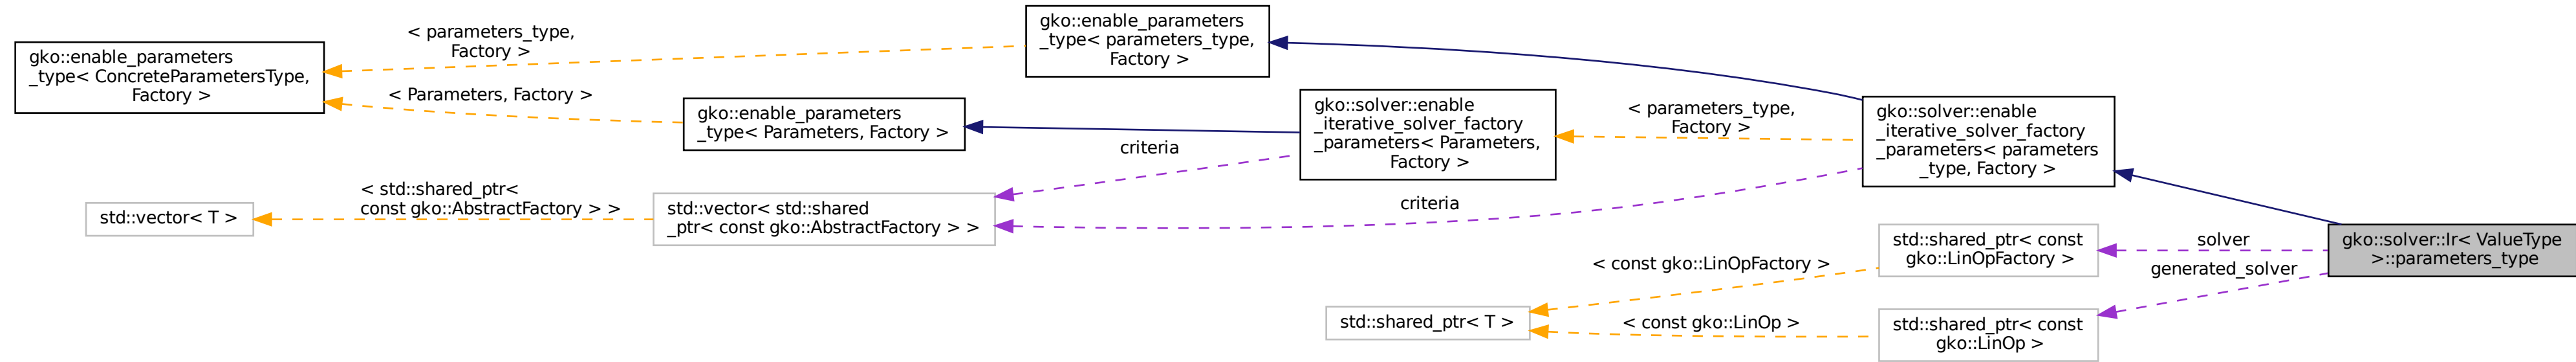 gko::enable_parameters
_type< ConcreteParametersType,
Factory >
< parameters_type,
Factory >
< Parameters, Factory >
gko::enable_parameters
_type< parameters_type,
Factory >
gko::enable_parameters
_type< Parameters, Factory >
std::vector< T >
< std::shared_ptr<
const gko::AbstractFactory > >
std::vector< std::shared
_ptr< const gko::AbstractFactory > >
criteria
gko::solver::enable
_iterative_solver_factory
_parameters< Parameters,
Factory >
< parameters_type,
Factory >
criteria
gko::solver::enable
_iterative_solver_factory
_parameters< parameters
_type, Factory >
std::shared_ptr< T >
< const gko::LinOpFactory >
< const gko::LinOp >
std::shared_ptr< const
gko::LinOpFactory >
std::shared_ptr< const
gko::LinOp >
solver
generated_solver
gko::solver::Ir< ValueType
>::parameters_type